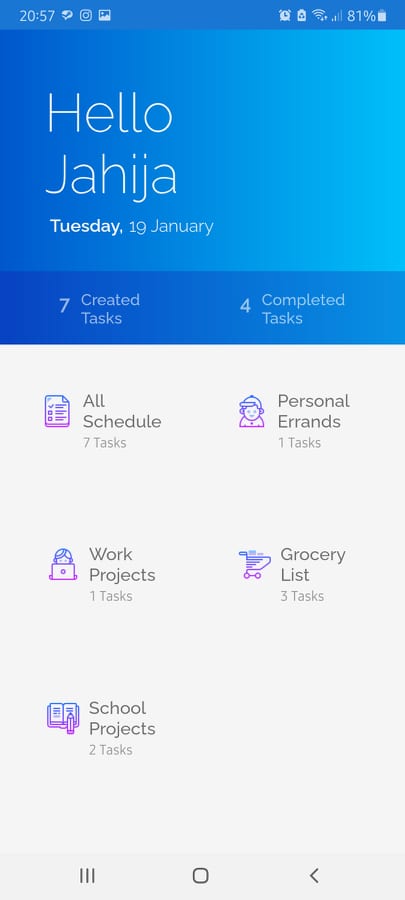 20:57 81%
Hello
Jahija
Tuesday, 19 January
7 Created
Tasks
4 Completed
Tasks
All
Schedule
7 Tasks
Personal
Errands
1 Tasks
Work
Projects
1 Tasks
Grocery
List
3 Tasks
School
Projects
2 Tasks